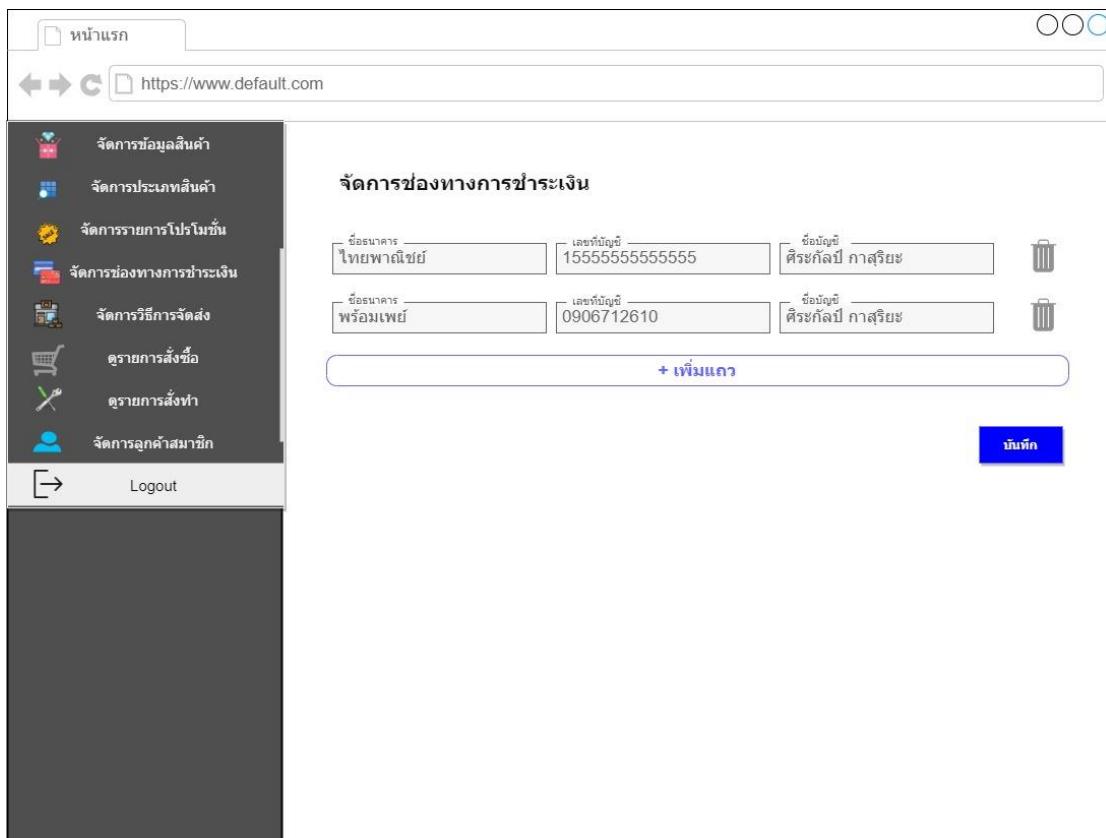 หน้าแรก
https://www.default.com
จัดการข้อมูลสินค้า
จัดการประเภทสินค้า
จัดการรายการโปรโมชั่น
จัดการช่องทางการชำระเงิน
จัดการวิธีการจัดส่ง
ดูรายการสั่งซื้อ
ดูรายการสั่งทำ
จัดการลูกค้าสมาชิก
Logout
จัดการช่องทางการชำระเงิน
ชื่อธนาคาร เลขที่บัญชี ชื่อบัญชี
ไทยพาณิชย์ 15555555555555 ศิระกัลป์ กาสุริยะ
ชื่อธนาคาร เลขที่บัญชี ชื่อบัญชี
พร้อมเพย์ 0906712610 ศิระกัลป์ กาสุริยะ
+ เพิ่มแถว
บันทึก